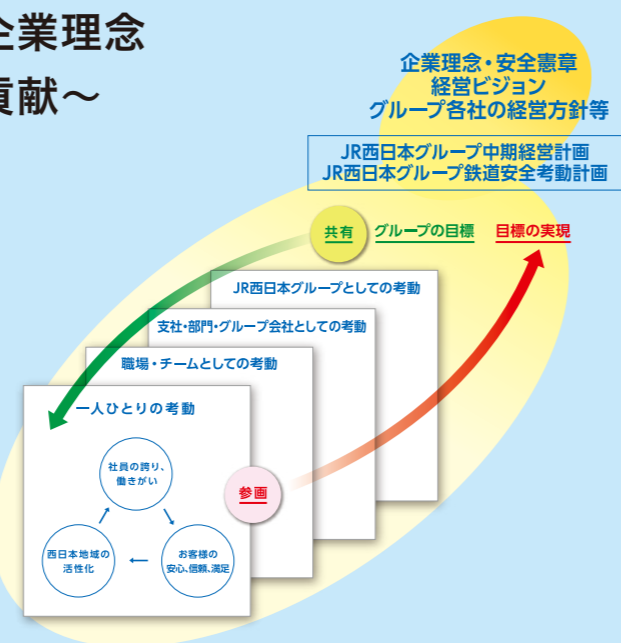 企業理念
貢献～
企業理念・安全憲章
経営ビジョン
グループ各社の経営方針等
JR西日本グループ中期経営計画
JR西日本グループ鉄道安全考動計画
共有 グループの目標 目標の実現
JR西日本グループとしての考動
支社・部門・グループ会社としての考動
職場・チームとしての考動
一人ひとりの考動
社員の誇り、
働きがい
参画
西日本地域の
活性化
お客様の
安心、信頼、満足